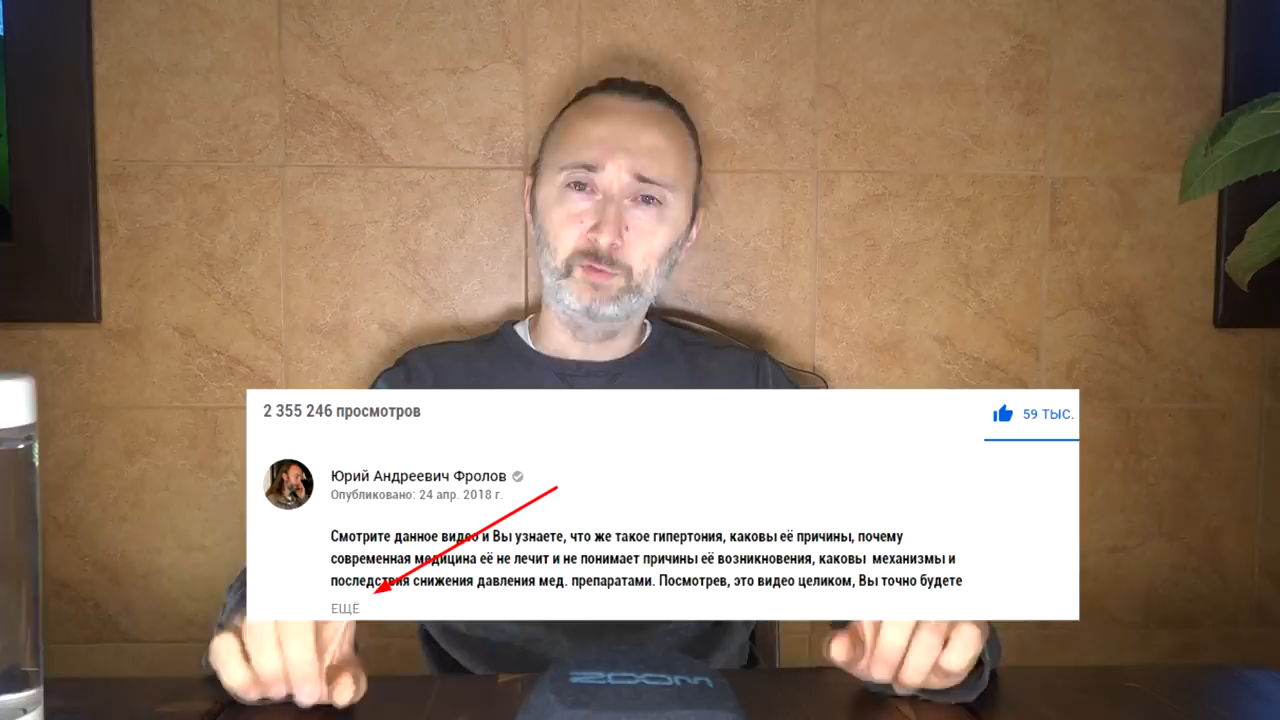 2 355 246 просмотров
59 ТЫС.
Юрий Андреевич Фролов
Опубликовано: 24 апр. 2018 г.
Смотрите данное видео и Вы узнаете, что же такое гипертония, каковы её причины, почему
современная медицина её не лечит и не понимает причины её возникновения, каковы механизмы и
последствия снижения давления мед. препаратами. Посмотрев, это видео целиком, Вы точно будете
ЕЩЁ
ZOOM